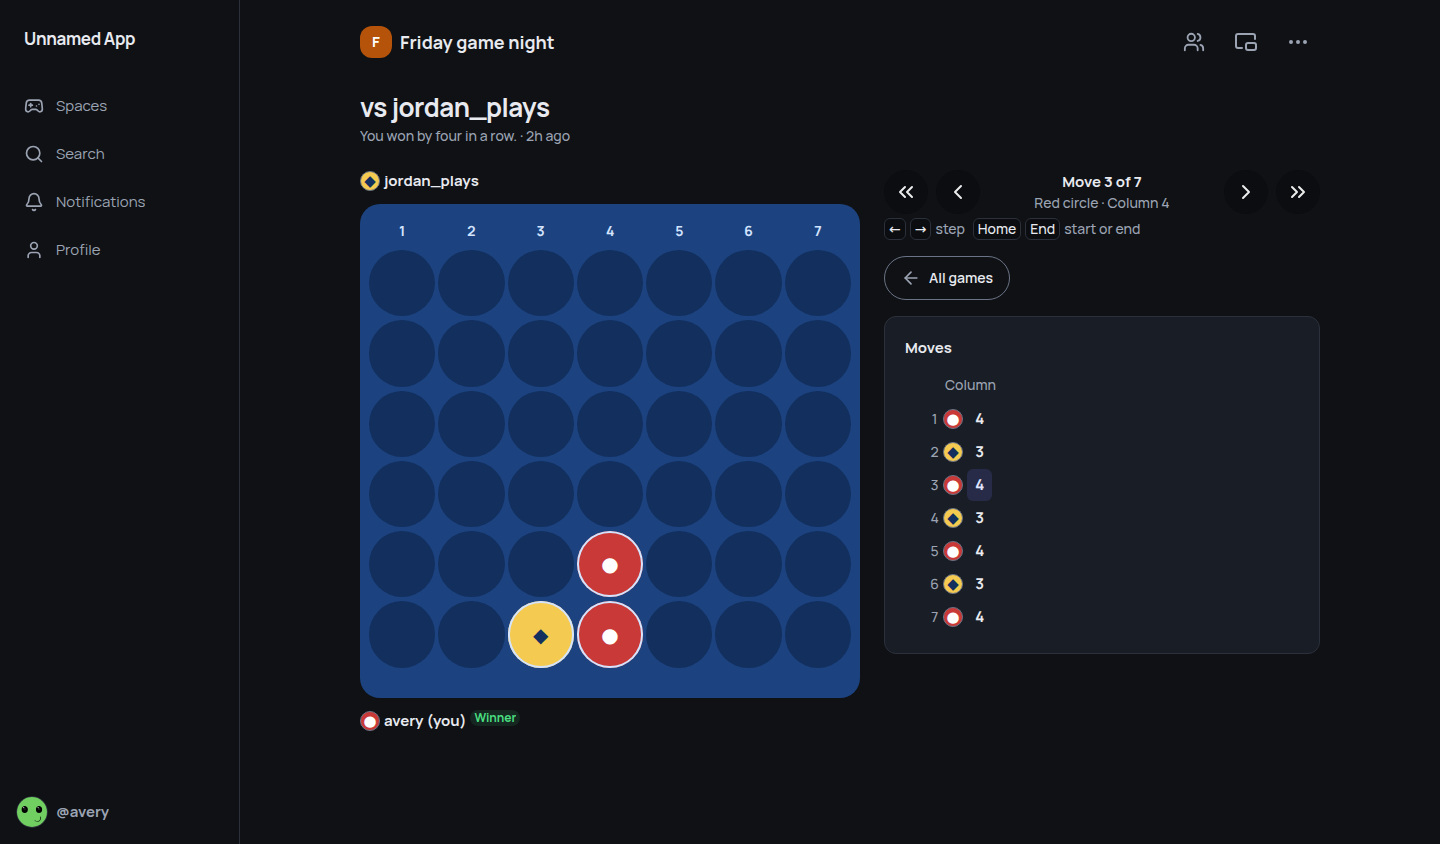 Unnamed App
Spaces
Search
Notifications
Profile
@avery
F Friday game night
vs jordan_plays
You won by four in a row. · 2h ago
jordan_plays
1 2 3 4 5 6 7
avery (you) Winner
Move 3 of 7
Red circle · Column 4
← → step Home End start or end
All games
Moves
Column
1 4
2 3
3 4
4 3
5 4
6 3
7 4